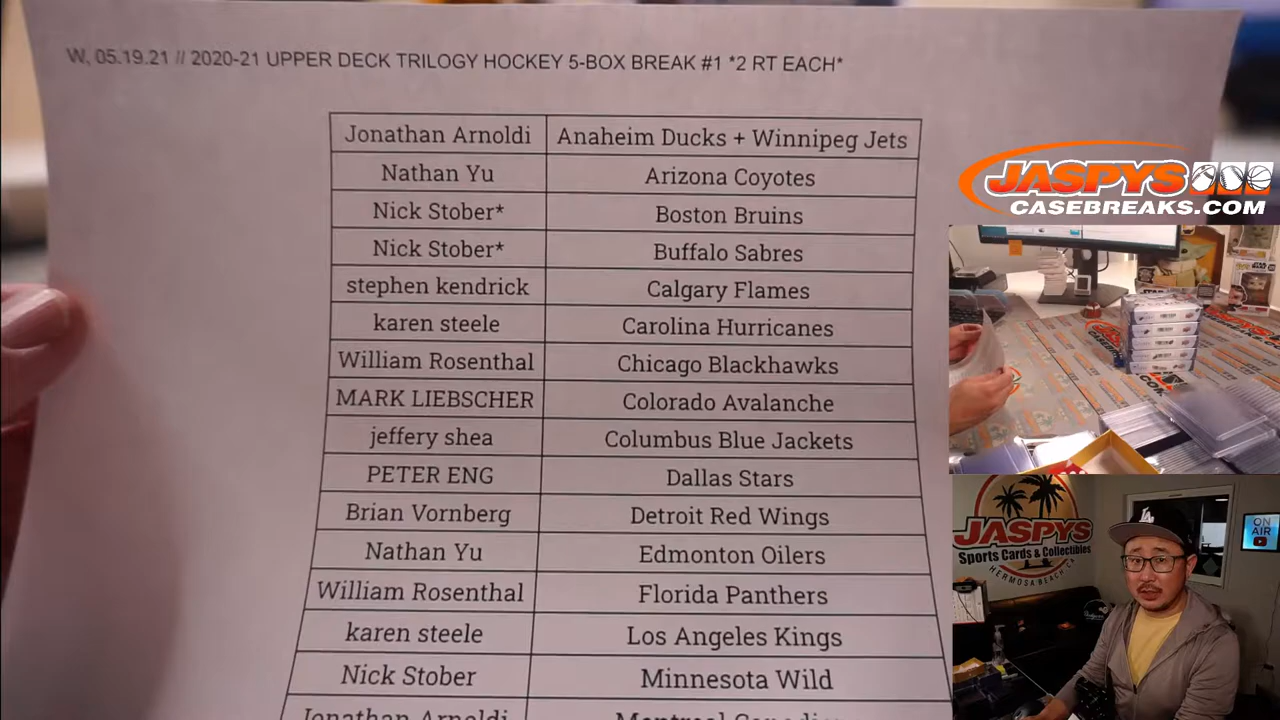 W, 05.19.21 // 2020-21 UPPER DECK TRILOGY HOCKEY 5-BOX BREAK #1 *2 RT EACH*
Jonathan Arnoldi Anaheim Ducks + Winnipeg Jets
Nathan Yu Arizona Coyotes
Nick Stober* Boston Bruins
Nick Stober* Buffalo Sabres
stephen kendrick Calgary Flames
karen steele Carolina Hurricanes
William Rosenthal Chicago Blackhawks
MARK LIEBSCHER Colorado Avalanche
jeffery shea Columbus Blue Jackets
PETER ENG Dallas Stars
Brian Vornberg Detroit Red Wings
Nathan Yu Edmonton Oilers
William Rosenthal Florida Panthers
karen steele Los Angeles Kings
Nick Stober Minnesota Wild
Jonathan Arnoldi Montreal
JASPYS
CASEBREAKS.COM
JASPYS
Sports Cards & Collectibles
HERMOSA BEACH, CA
ON
AIR
LA